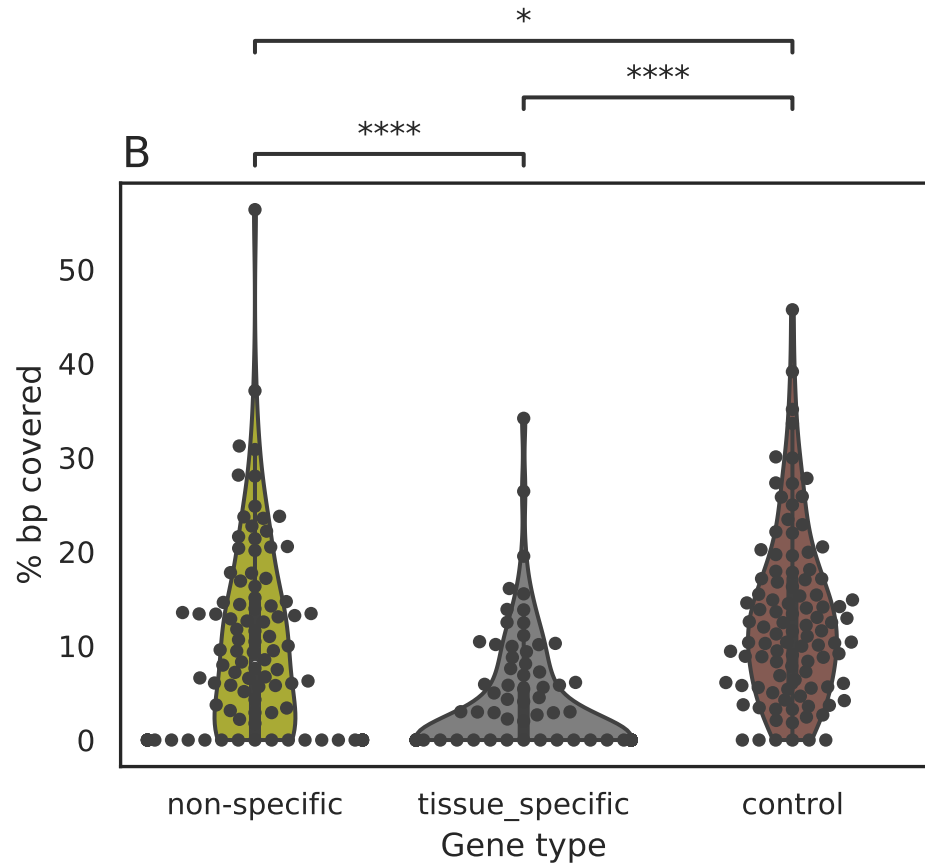 *
****
****
B
50
40
30
20
10
0
% bp covered
non-specific
tissue_specific
control
Gene type